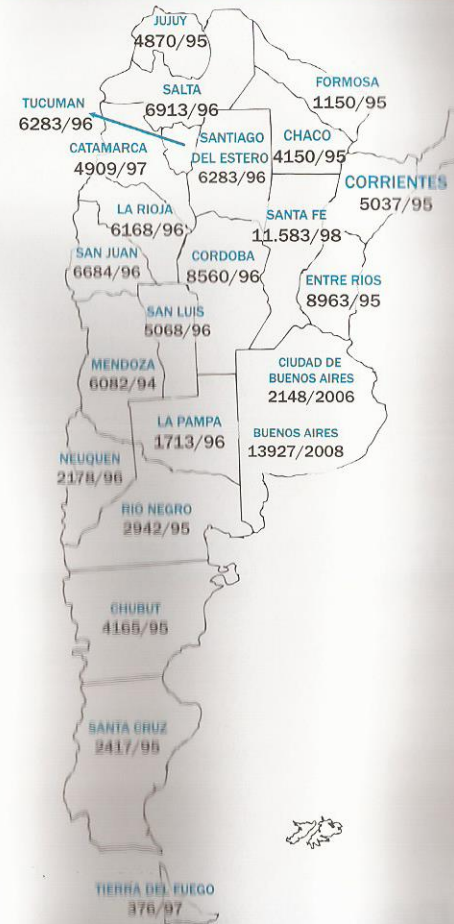 JUJUY
4870/95
SALTA
6913/96
FORMOSA
1150/95
TUCUMAN
6283/96
SANTIAGO
DEL ESTERO
6283/96
CHACO
4150/95
CATAMARCA
4909/97
CORRIENTES
5037/95
LA RIOJA
6168/96
SANTA FE
11.583/98
SAN JUAN
6684/96
CORDOBA
8560/96
ENTRE RIOS
8963/95
SAN LUIS
5068/96
MENDOZA
6082/94
CIUDAD DE
BUENOS AIRES
2148/2006
LA PAMPA
1713/96
BUENOS AIRES
13927/2008
NEUQUEN
2178/96
RIO NEGRO
2942/95
CHUBUT
4165/95
SANTA CRUZ
2417/95
TIERRA DEL FUEGO
376/97